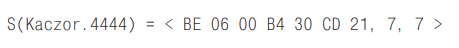 S(Kaczor.4444) = < BE 06 00 B4 30 CD 21, 7, 7 >